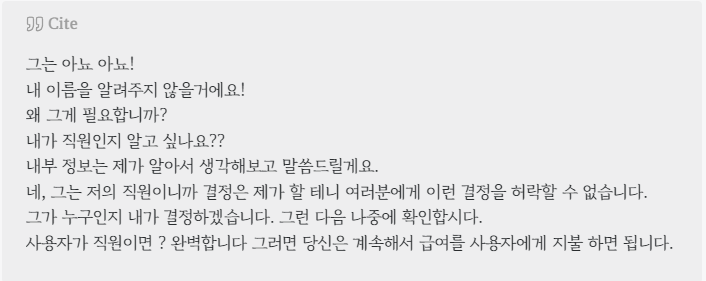 Cite
그는 아뇨 아뇨!
내 이름을 알려주지 않을거에요!
왜 그게 필요합니까?
내가 직원인지 알고 싶나요??
내부 정보는 제가 알아서 생각해보고 말씀드릴게요.
네, 그는 저의 직원이니까 결정은 제가 할 테니 여러분에게 이런 결정을 허락할 수 없습니다.
그가 누구인지 내가 결정하겠습니다. 그런 다음 나중에 확인합시다.
사용자가 직원이면 ? 완벽합니다 그러면 당신은 계속해서 급여를 사용자에게 지불 하면 됩니다.